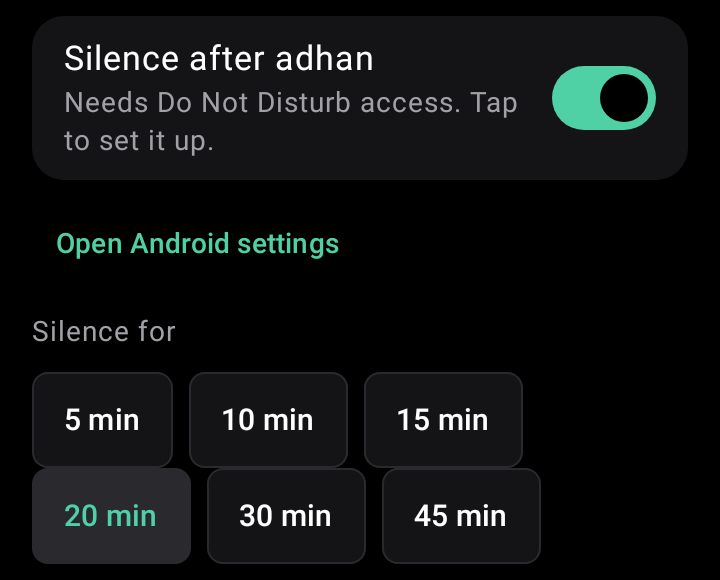 Silence after adhan
Needs Do Not Disturb access. Tap
to set it up.
Open Android settings
Silence for
5 min
10 min
15 min
20 min
30 min
45 min